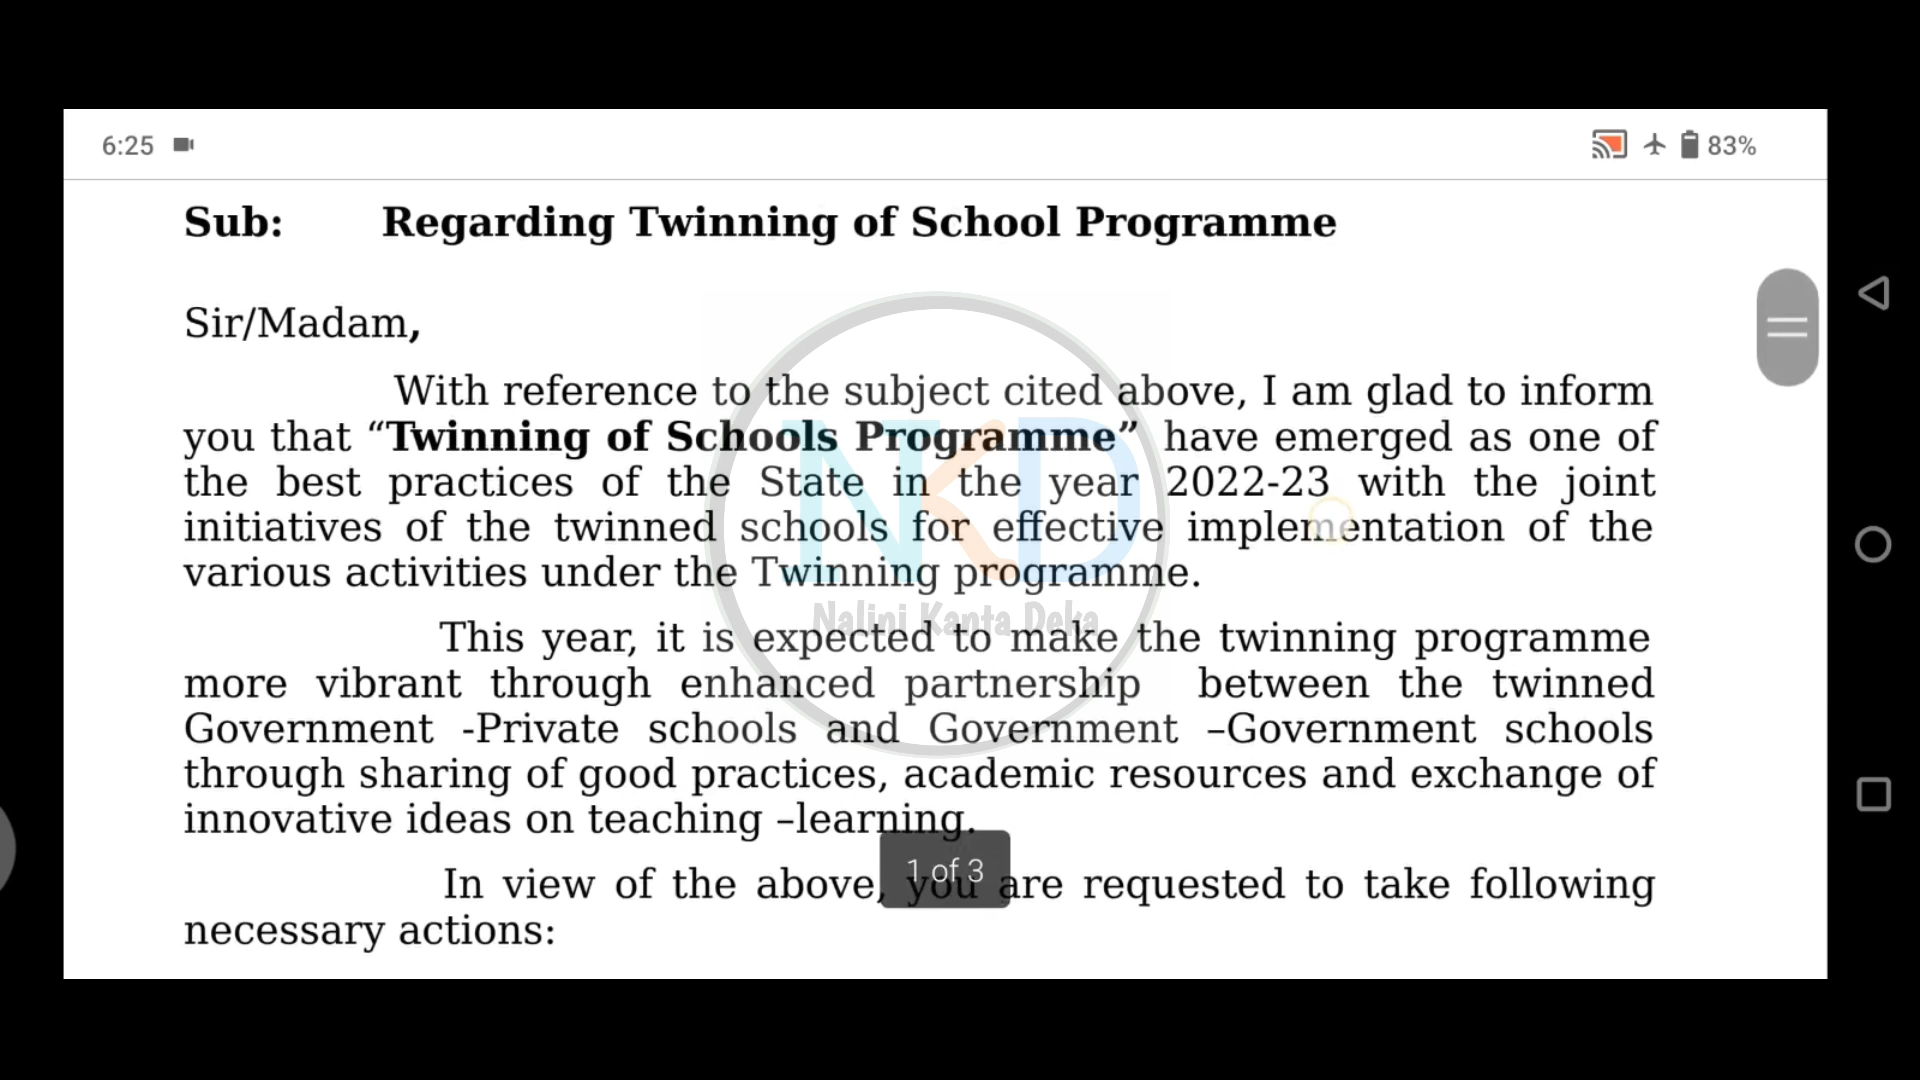 6:25 83%
Sub: Regarding Twinning of School Programme
Sir/Madam,
With reference to the subject cited above, I am glad to inform
you that “Twinning of Schools Programme” have emerged as one of
the best practices of the State in the year 2022-23 with the joint
initiatives of the twinned schools for effective implementation of the
various activities under the Twinning programme.
NKD
Nalini Kanta Deka
This year, it is expected to make the twinning programme
more vibrant through enhanced partnership between the twinned
Government -Private schools and Government –Government schools
through sharing of good practices, academic resources and exchange of
innovative ideas on teaching –learning.
1 of 3
In view of the above, you are requested to take following
necessary actions: